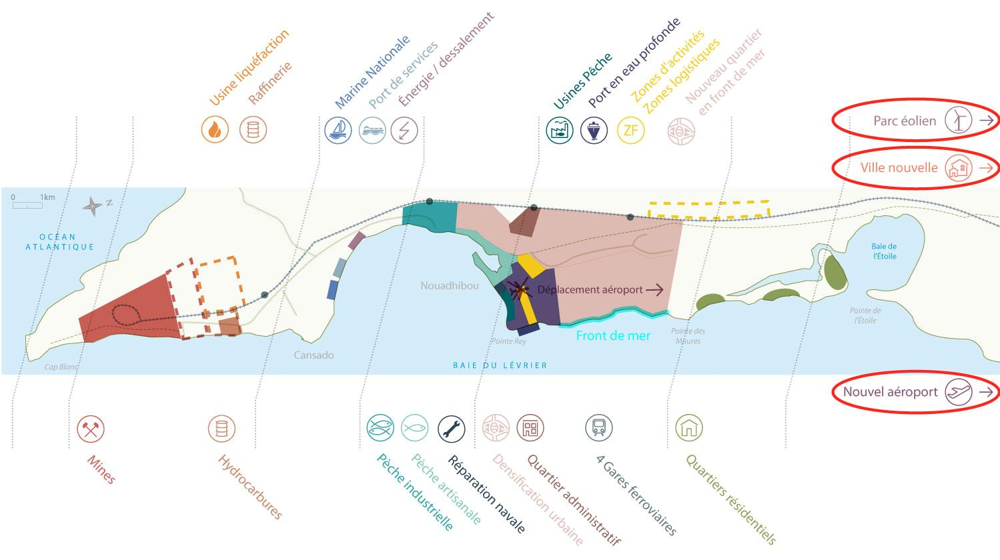 Usine liquéfaction
Raffinerie
Marine Nationale
Port de services
Énergie / dessalement
Usines Pêche
Port en eau profonde
Zones d'activités
Zones logistiques
Nouveau quartier
en front de mer
ZF
Parc éolien
Ville nouvelle
0 1km
N
OCÉAN
ATLANTIQUE
Baie de
l'Étoile
Nouadhibou
Déplacement aéroport
Front de mer
Pointe de
l'Étoile
Pointe des
Maures
Pointe Rey
Cansado
Cap Blanc
BAIE DU LÉVRIER
Nouvel aéroport
Mines
Hydrocarbures
Pèche industrielle
Pèche artisanale
Réparation navale
Densification urbaine
Quartier administratif
4 Gares ferroviaires
Quartiers résidentiels